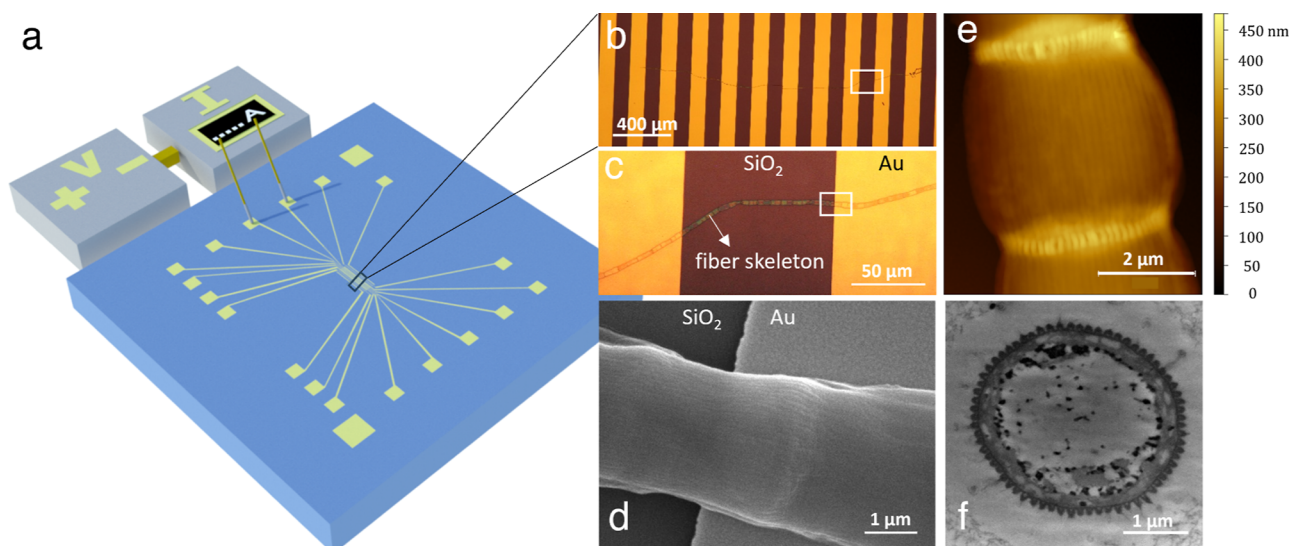 a
I
.....A
+ V −
b
400 μm
c
SiO2
Au
fiber skeleton
50 μm
SiO2
Au
d
1 μm
e
2 μm
450 nm
400
350
300
250
200
150
100
50
0
f
1 μm